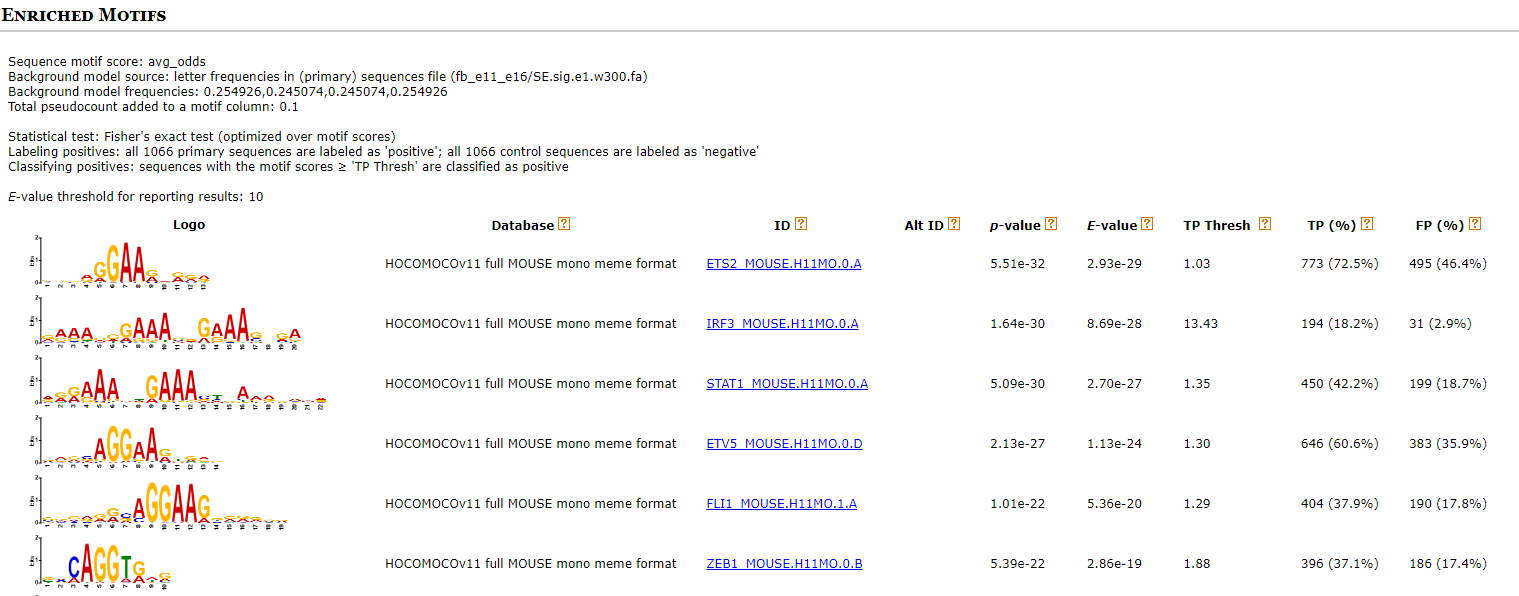 Enriched Motifs
Sequence motif score: avg_odds
Background model source: letter frequencies in (primary) sequences file (fb_e11_e16/SE.sig.e1.w300.fa)
Background model frequencies: 0.254926,0.245074,0.245074,0.254926
Total pseudocount added to a motif column: 0.1
Statistical test: Fisher's exact test (optimized over motif scores)
Labeling positives: all 1066 primary sequences are labeled as 'positive'; all 1066 control sequences are labeled as 'negative'
Classifying positives: sequences with the motif scores ≥ 'TP Thresh' are classified as positive
E-value threshold for reporting results: 10
Logo Database ? ID ? Alt ID ? p-value ? E-value ? TP Thresh ? TP (%) ? FP (%) ?
HOCOMOCOv11 full MOUSE mono meme format ETS2_MOUSE.H11MO.0.A 5.51e-32 2.93e-29 1.03 773 (72.5%) 495 (46.4%)
HOCOMOCOv11 full MOUSE mono meme format IRF3_MOUSE.H11MO.0.A 1.64e-30 8.69e-28 13.43 194 (18.2%) 31 (2.9%)
HOCOMOCOv11 full MOUSE mono meme format STAT1_MOUSE.H11MO.0.A 5.09e-30 2.70e-27 1.35 450 (42.2%) 199 (18.7%)
HOCOMOCOv11 full MOUSE mono meme format ETV5_MOUSE.H11MO.0.D 2.13e-27 1.13e-24 1.30 646 (60.6%) 383 (35.9%)
HOCOMOCOv11 full MOUSE mono meme format FLI1_MOUSE.H11MO.1.A 1.01e-22 5.36e-20 1.29 404 (37.9%) 190 (17.8%)
HOCOMOCOv11 full MOUSE mono meme format ZEB1_MOUSE.H11MO.0.B 5.39e-22 2.86e-19 1.88 396 (37.1%) 186 (17.4%)